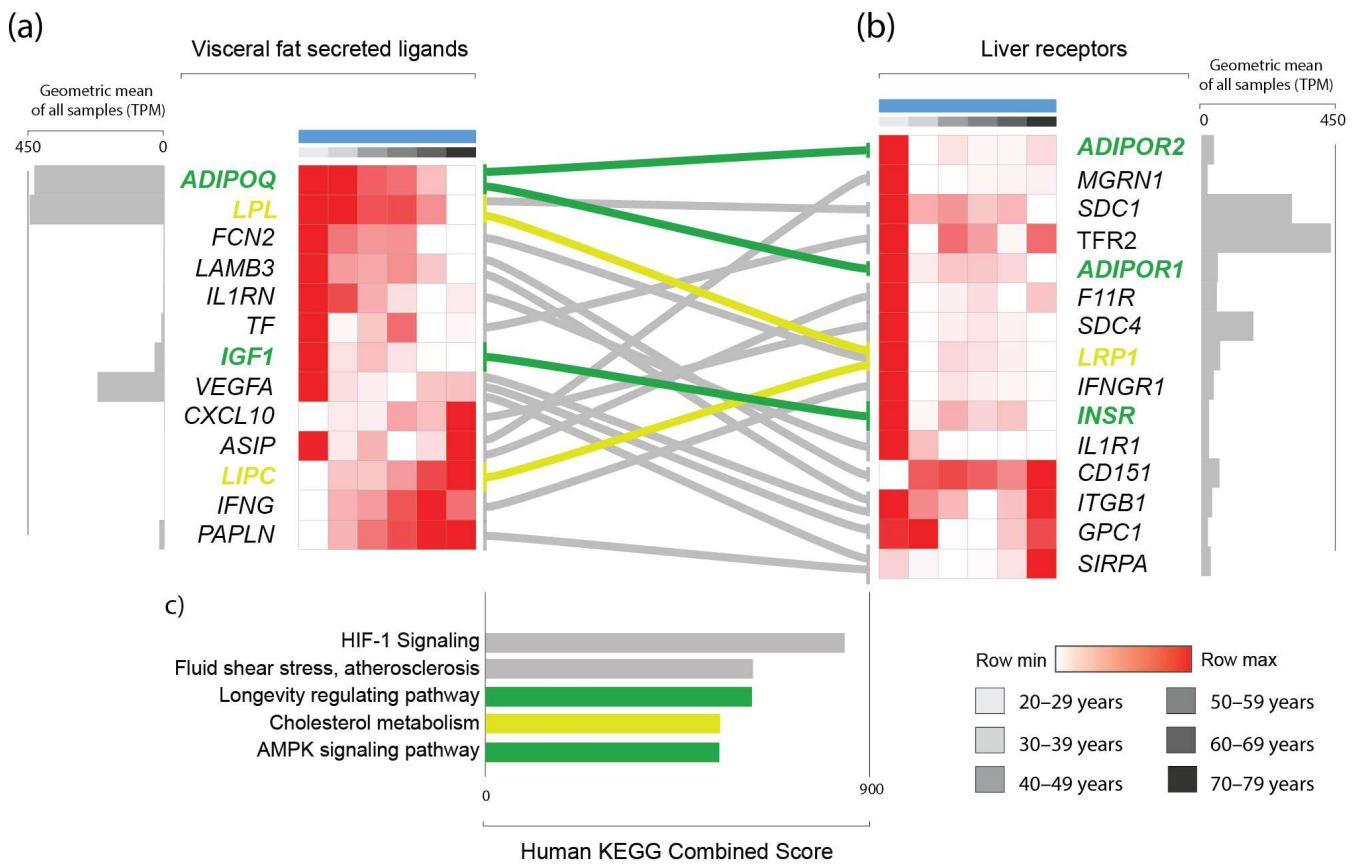 (a)
Visceral fat secreted ligands
Geometric mean
of all samples (TPM)
450
0
ADIPOQ
LPL
FCN2
LAMB3
IL1RN
TF
IGF1
VEGFA
CXCL10
ASIP
LIPC
IFNG
PAPLN
(b)
Liver receptors
Geometric mean
of all samples (TPM)
0
450
ADIPOR2
MGRN1
SDC1
TFR2
ADIPOR1
F11R
SDC4
LRP1
IFNGR1
INSR
IL1R1
CD151
ITGB1
GPC1
SIRPA
c)
HIF-1 Signaling
Fluid shear stress, atherosclerosis
Longevity regulating pathway
Cholesterol metabolism
AMPK signaling pathway
0
900
Human KEGG Combined Score
Row min
Row max
20–29 years
50–59 years
30–39 years
60–69 years
40–49 years
70–79 years